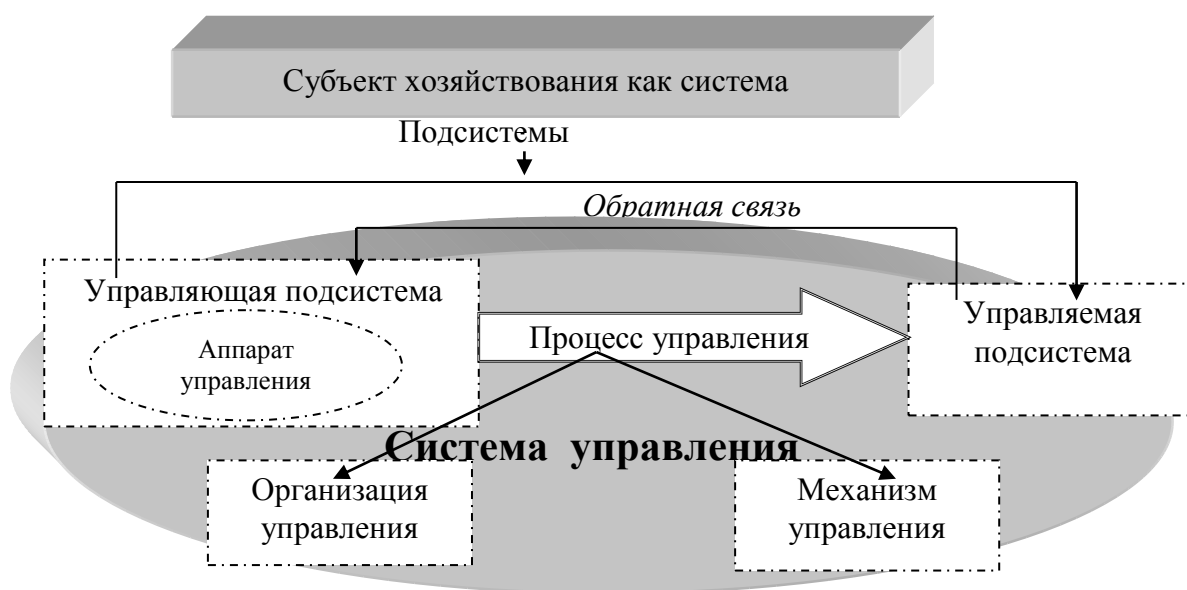 Субъект хозяйствования как система
Подсистемы
Обратная связь
Управляющая подсистема
Аппарат
управления
Процесс управления
Управляемая
подсистема
Система управления
Организация
управления
Механизм
управления